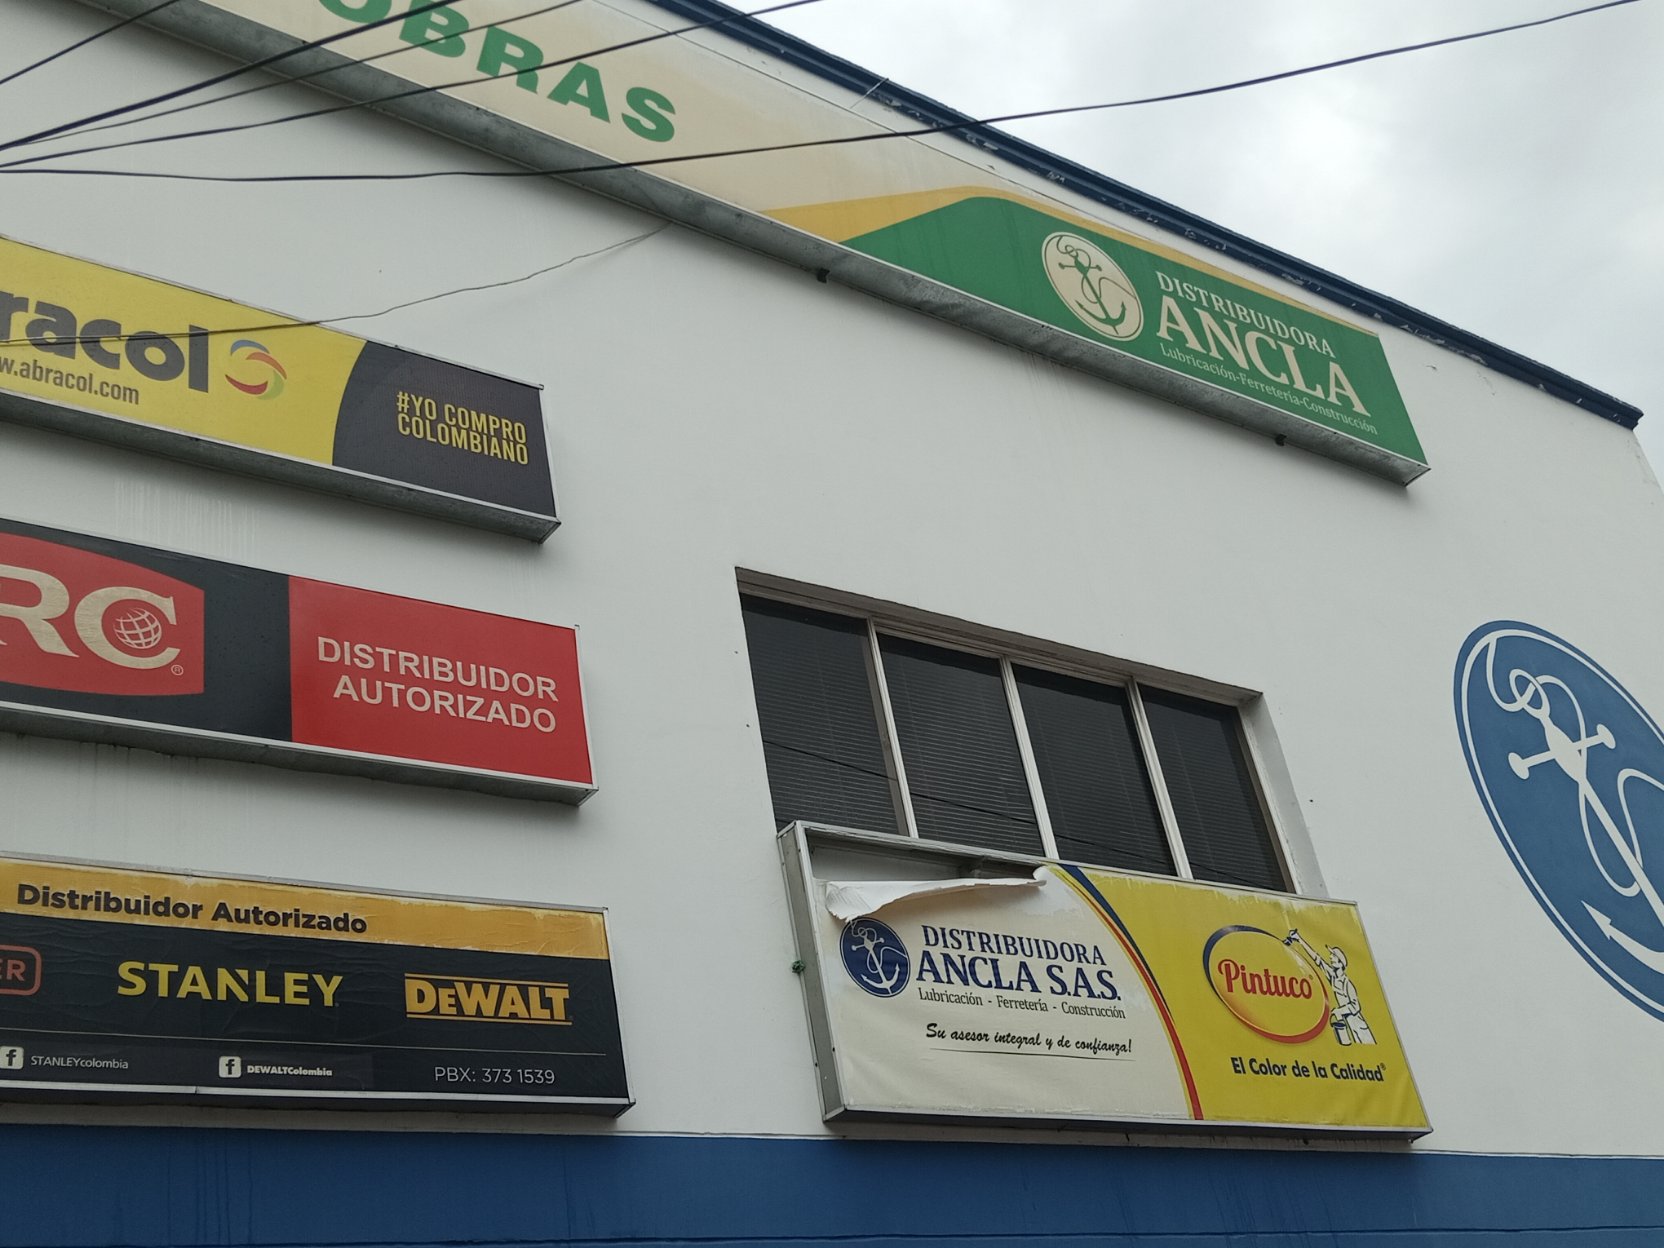 OBRAS
DISTRIBUIDORA
ANCLA
Lubricación-Ferretería-Construcción
racol
w.abracol.com
#YO COMPRO
COLOMBIANO
RC
®
DISTRIBUIDOR
AUTORIZADO
Distribuidor Autorizado
ER
STANLEY
DEWALT
STANLEYcolombia
DEWALTColombia
PBX: 373 1539
DISTRIBUIDORA
ANCLA S.A.S.
Lubricación - Ferretería - Construcción
Su asesor integral y de confianza!
Pintuco®
El Color de la Calidad®